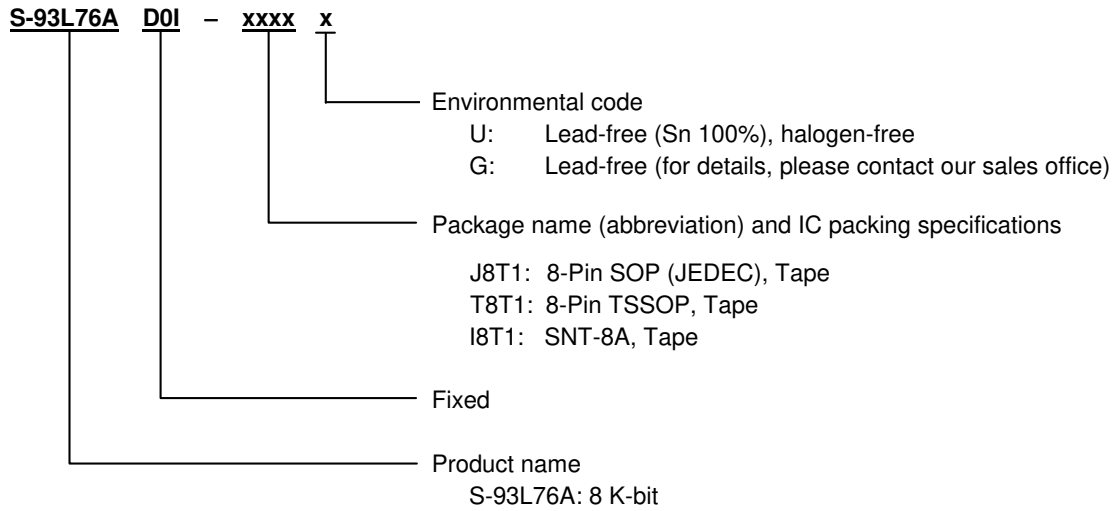 S-93L76A D0I – xxxx x
Environmental code
U: Lead-free (Sn 100%), halogen-free
G: Lead-free (for details, please contact our sales office)
Package name (abbreviation) and IC packing specifications
J8T1: 8-Pin SOP (JEDEC), Tape
T8T1: 8-Pin TSSOP, Tape
I8T1: SNT-8A, Tape
Fixed
Product name
S-93L76A: 8 K-bit